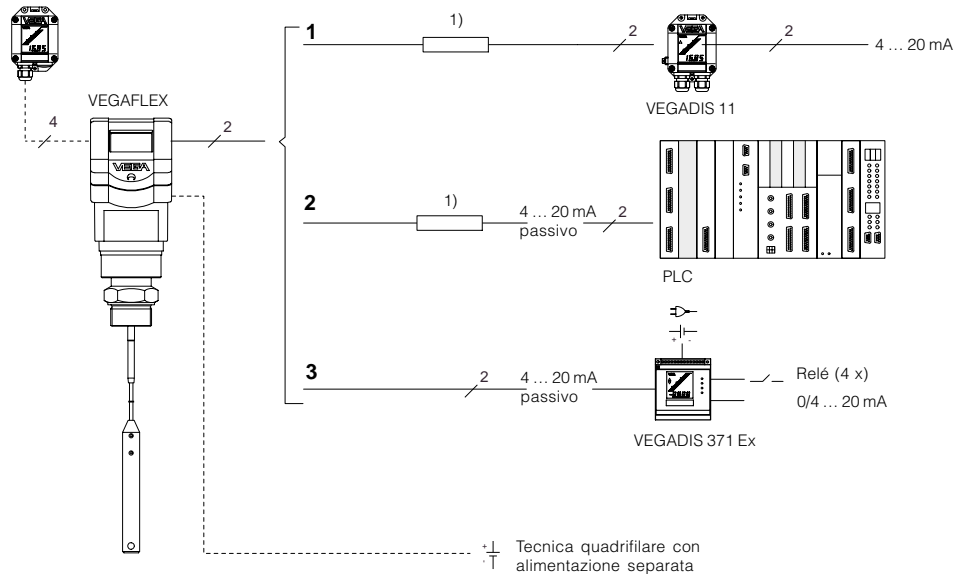 1
1)
2
2
4 ... 20 mA
1685
VEGADIS 11
VEGAFLEX
4
2
VEGA
2
1)
4 ... 20 mA
passivo
2
PLC
3
2
4 ... 20 mA
passivo
+ -
Relé (4 x)
0/4 ... 20 mA
VEGADIS 371 Ex
+
-
Tecnica quadrifilare con
alimentazione separata